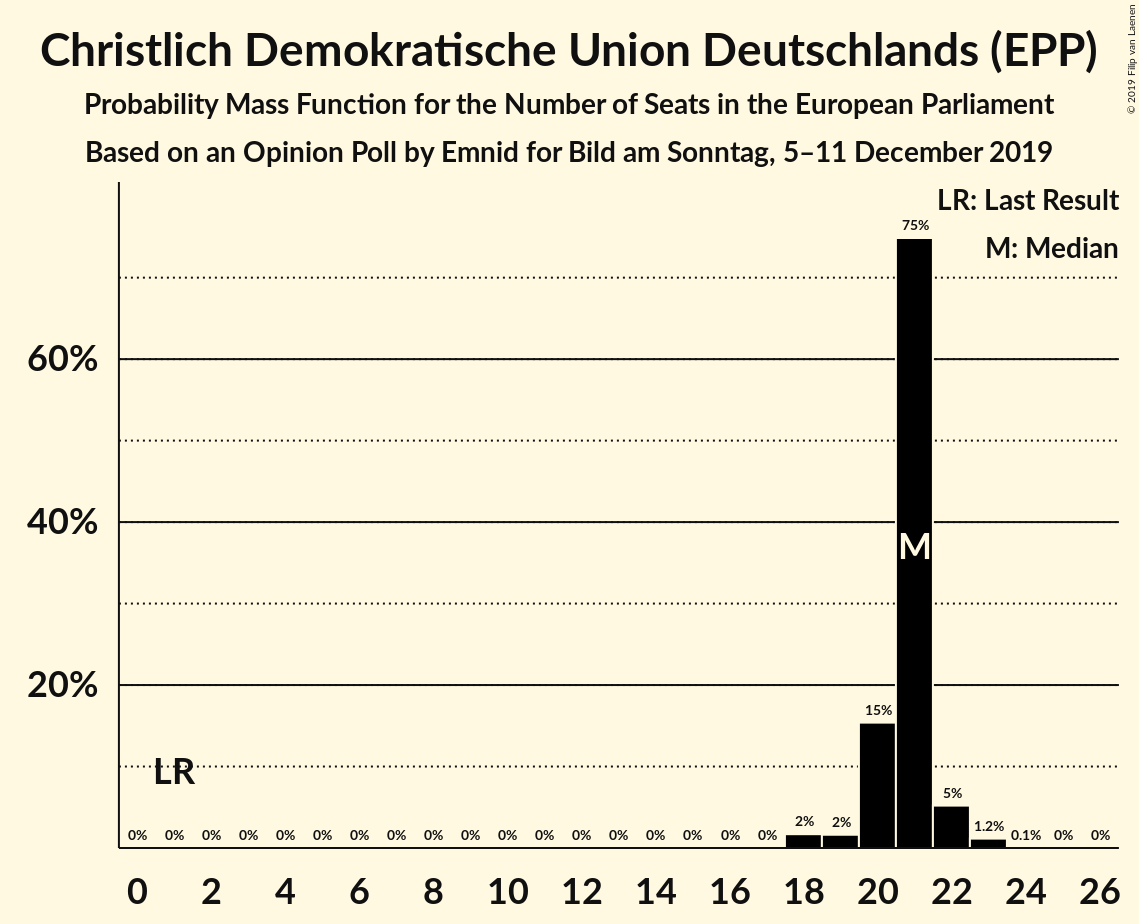 Christlich Demokratische Union Deutschlands (EPP)
Probability Mass Function for the Number of Seats in the European Parliament
Based on an Opinion Poll by Emnid for Bild am Sonntag, 5–11 December 2019
© 2019 Filip van Laenen
LR: Last Result
M: Median
75%
60%
40%
M
20%
15%
LR
5%
0% 0% 0% 0% 0% 0% 0% 0% 0% 0% 0% 0% 0% 0% 0% 0% 0% 0% 2% 2% 1.2% 0.1% 0% 0%
0 2 4 6 8 10 12 14 16 18 20 22 24 26